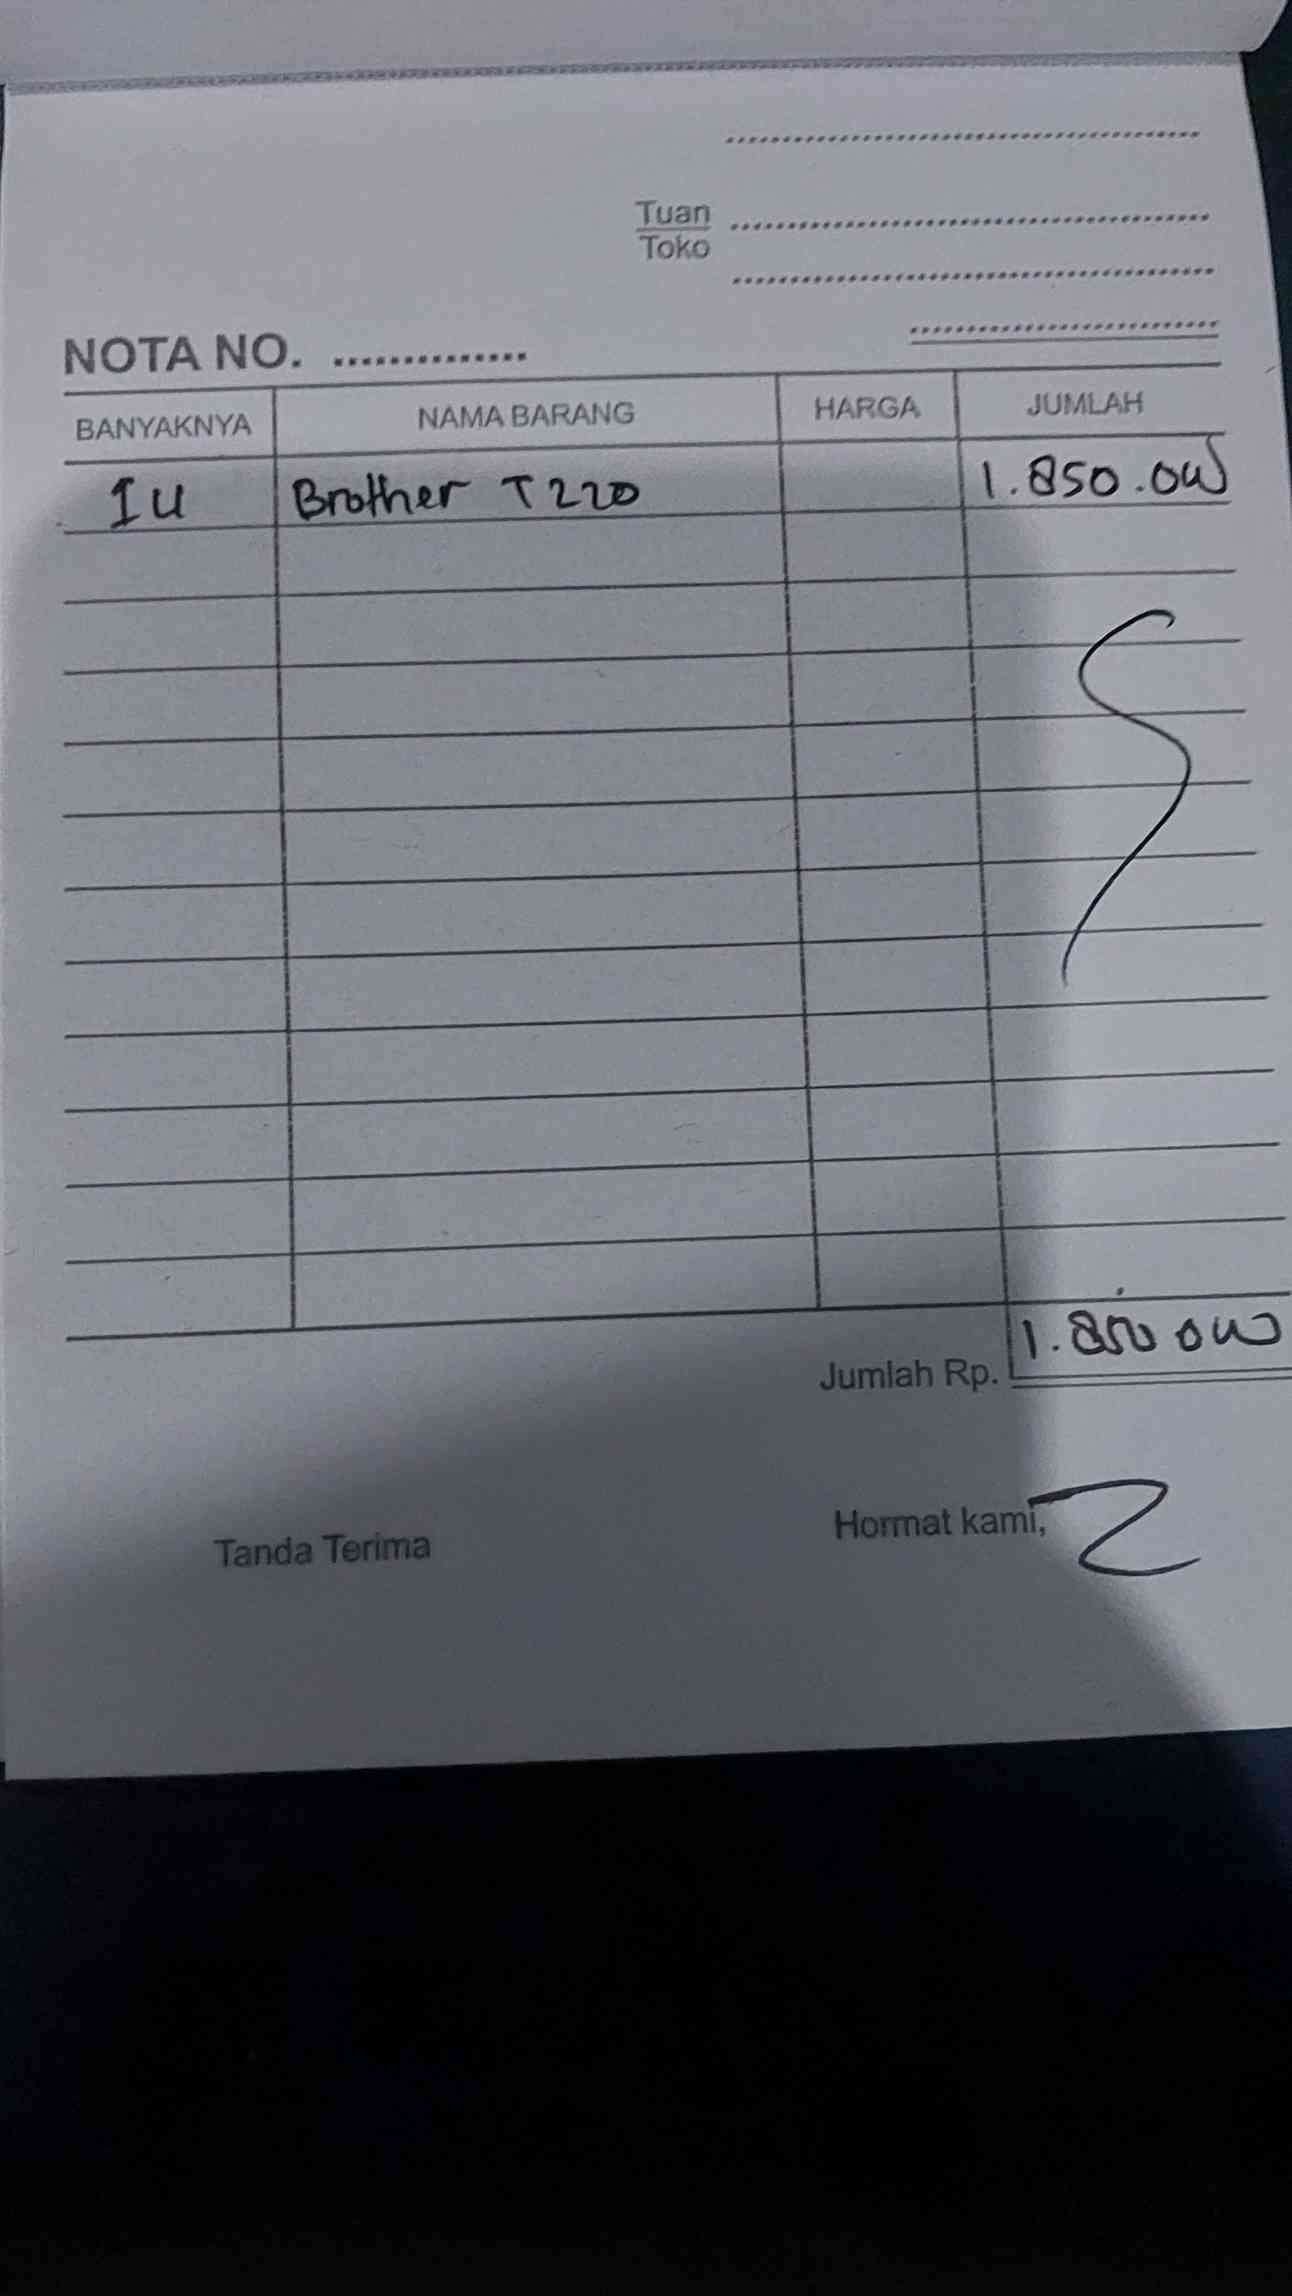 Tuan
Toko
NOTA NO. ..............
BANYAKNYA NAMA BARANG HARGA JUMLAH
1 U Brother T220 1.850.000
Jumlah Rp. 1.850.000
Tanda Terima Hormat kami,